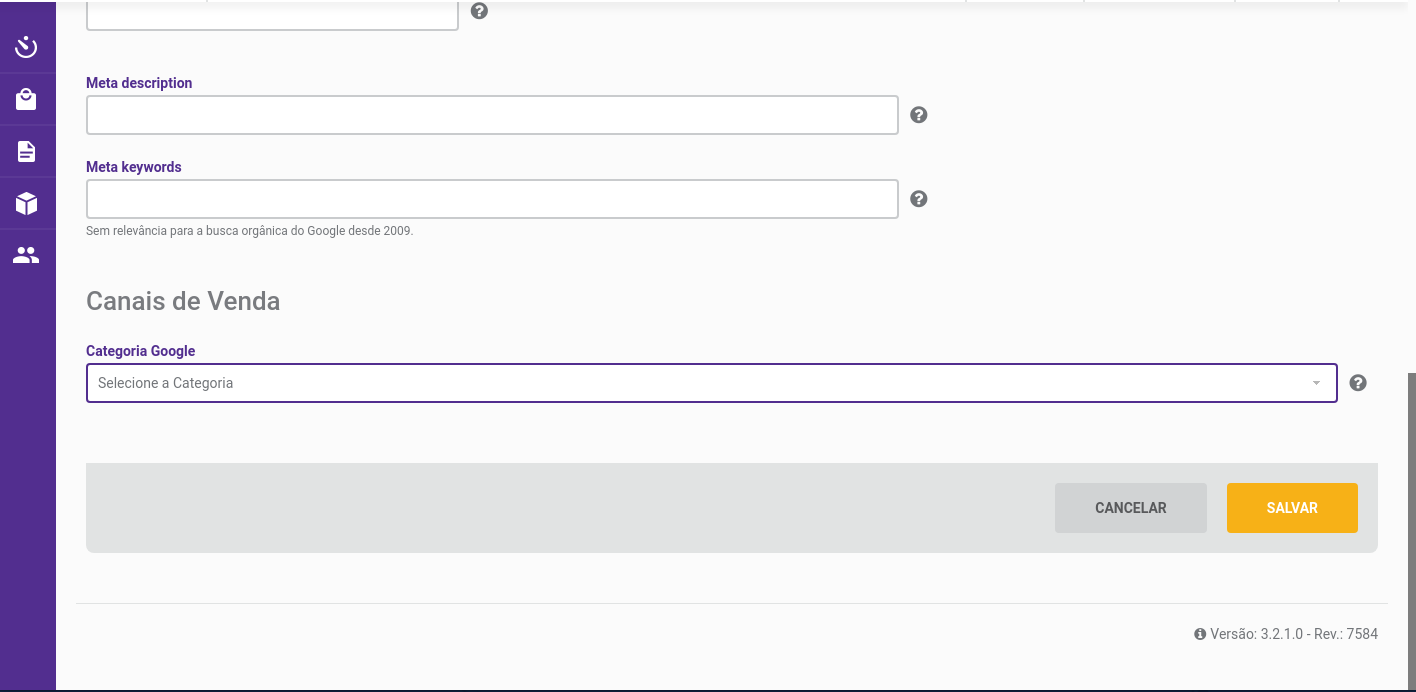 Meta description
Meta keywords
Sem relevância para a busca orgânica do Google desde 2009.
Canais de Venda
Categoria Google
Selecione a Categoria
CANCELAR
SALVAR
Versão: 3.2.1.0 - Rev.: 7584